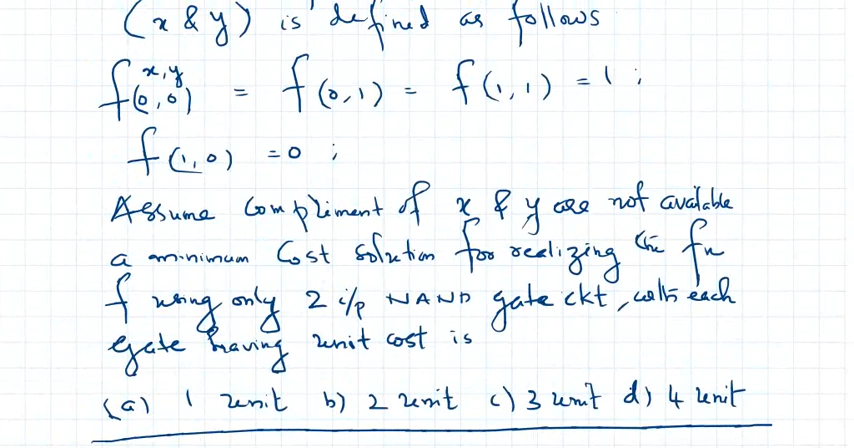 (x & y) is defined as follows
x,y
f(0,0) = f(0,1) = f(1,1) = 1 ;
f(1,0) = 0 ;
Assume Compliment of x & y are not available
a minimum Cost solution for realizing the fn
f using only 2 i/p NAND gate ckt, with each
gate having unit cost is
(a) 1 unit b) 2 unit c) 3 unit d) 4 unit